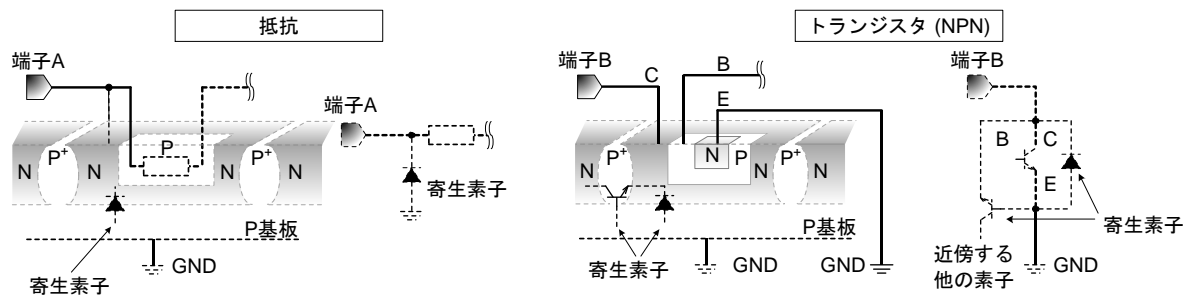 抵抗
トランジスタ (NPN)
端子A
端子A
N
P+
N
P
N
P+
N
寄生素子
P基板
寄生素子
GND
端子B
C
B
E
N
P+
N
N
P
N
P+
N
P基板
寄生素子
GND
GND
端子B
B
C
E
寄生素子
近傍する
他の素子
GND